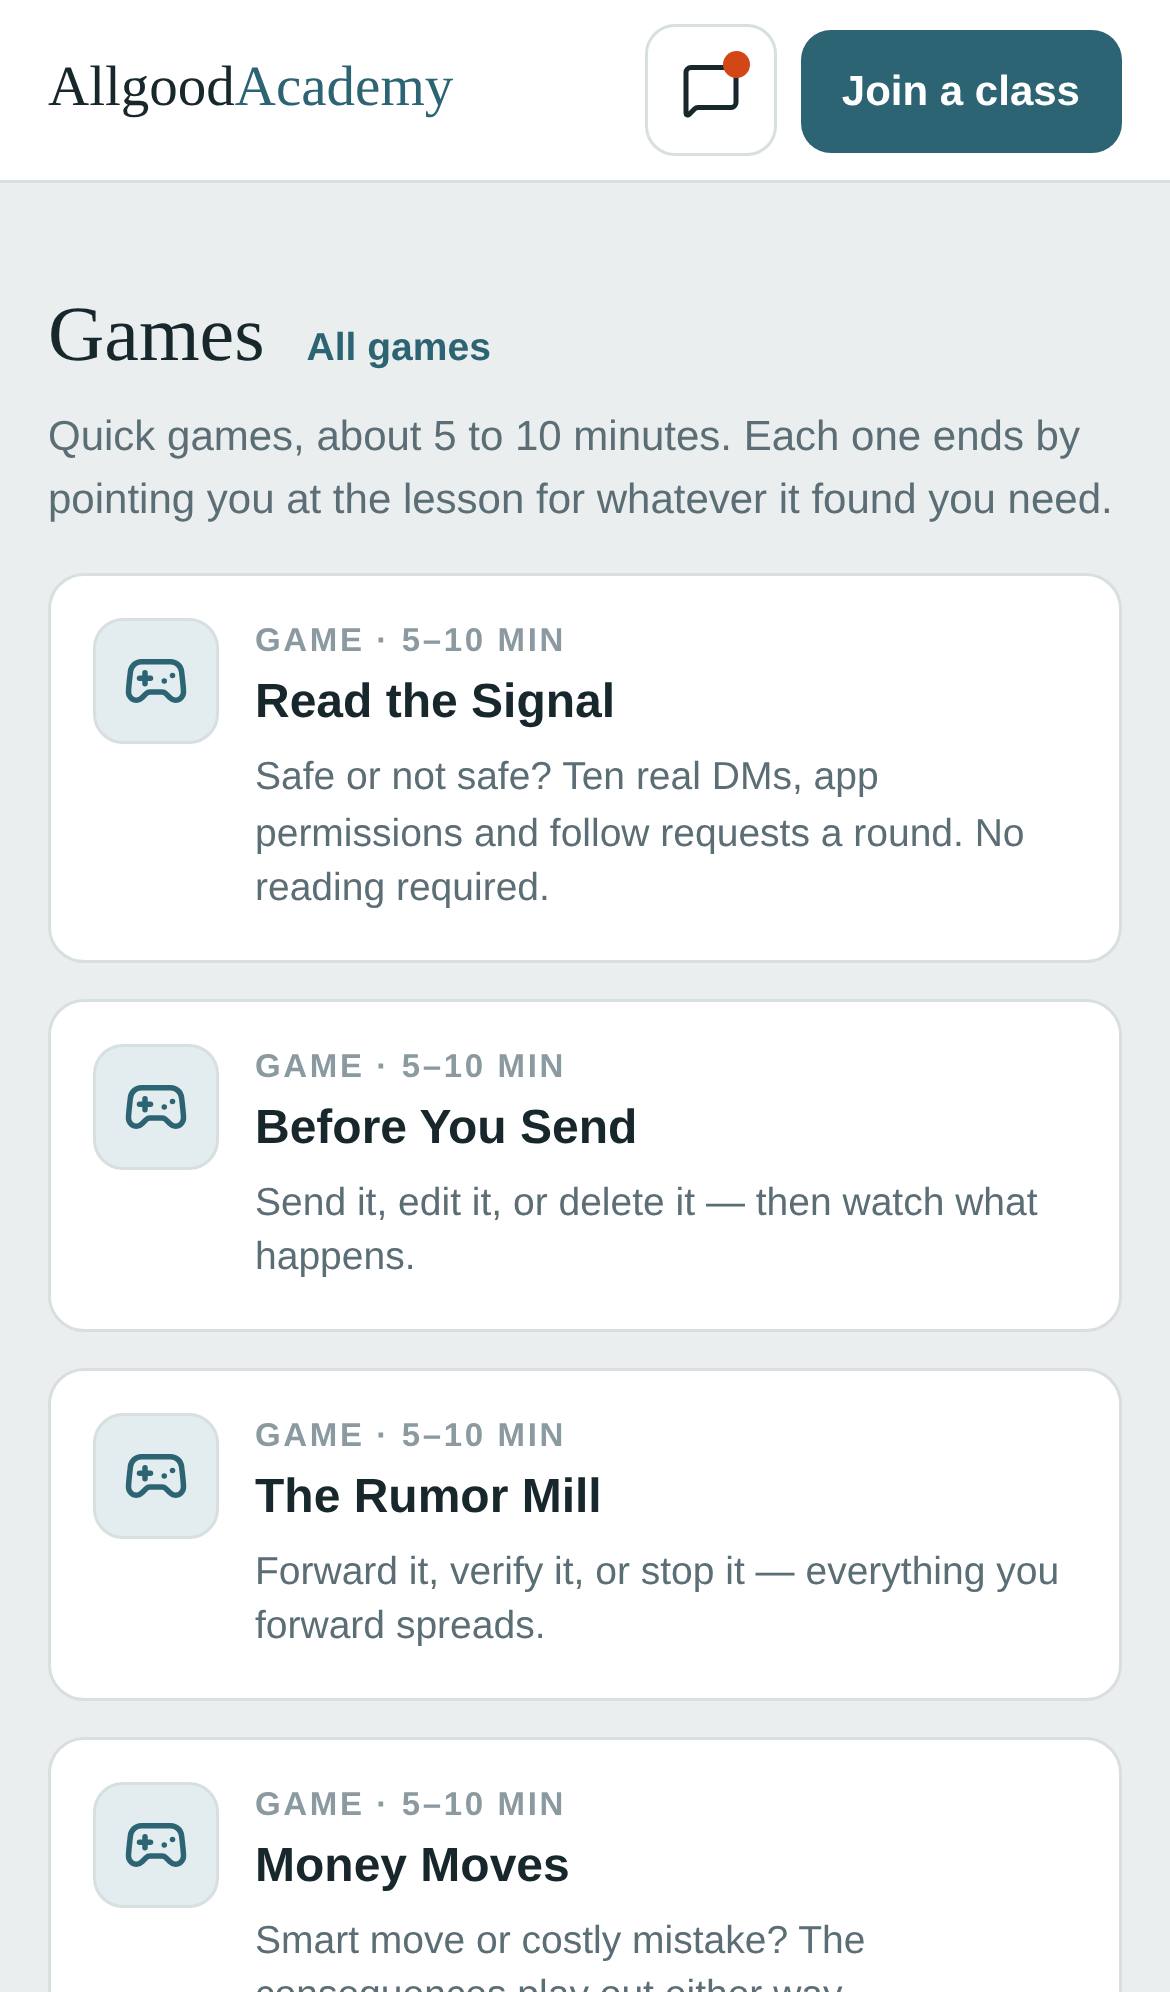 AllgoodAcademy
Join a class
Games
All games
Quick games, about 5 to 10 minutes. Each one ends by
pointing you at the lesson for whatever it found you need.
GAME · 5–10 MIN
Read the Signal
Safe or not safe? Ten real DMs, app
permissions and follow requests a round. No
reading required.
GAME · 5–10 MIN
Before You Send
Send it, edit it, or delete it — then watch what
happens.
GAME · 5–10 MIN
The Rumor Mill
Forward it, verify it, or stop it — everything you
forward spreads.
GAME · 5–10 MIN
Money Moves
Smart move or costly mistake? The
consequences play out either way.